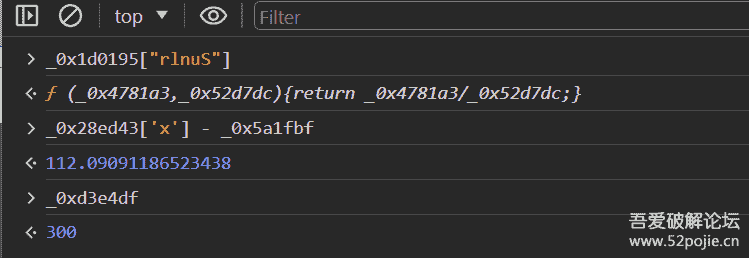 top ▼ Filter
> _0x1d0195["rlnuS"]
<· ƒ (_0x4781a3,_0x52d7dc){return _0x4781a3/_0x52d7dc;}
> _0x28ed43['x'] - _0x5a1fbf
<· 112.09091186523438
> _0xd3e4df
<· 300
吾爱破解论坛
www.52pojie.cn